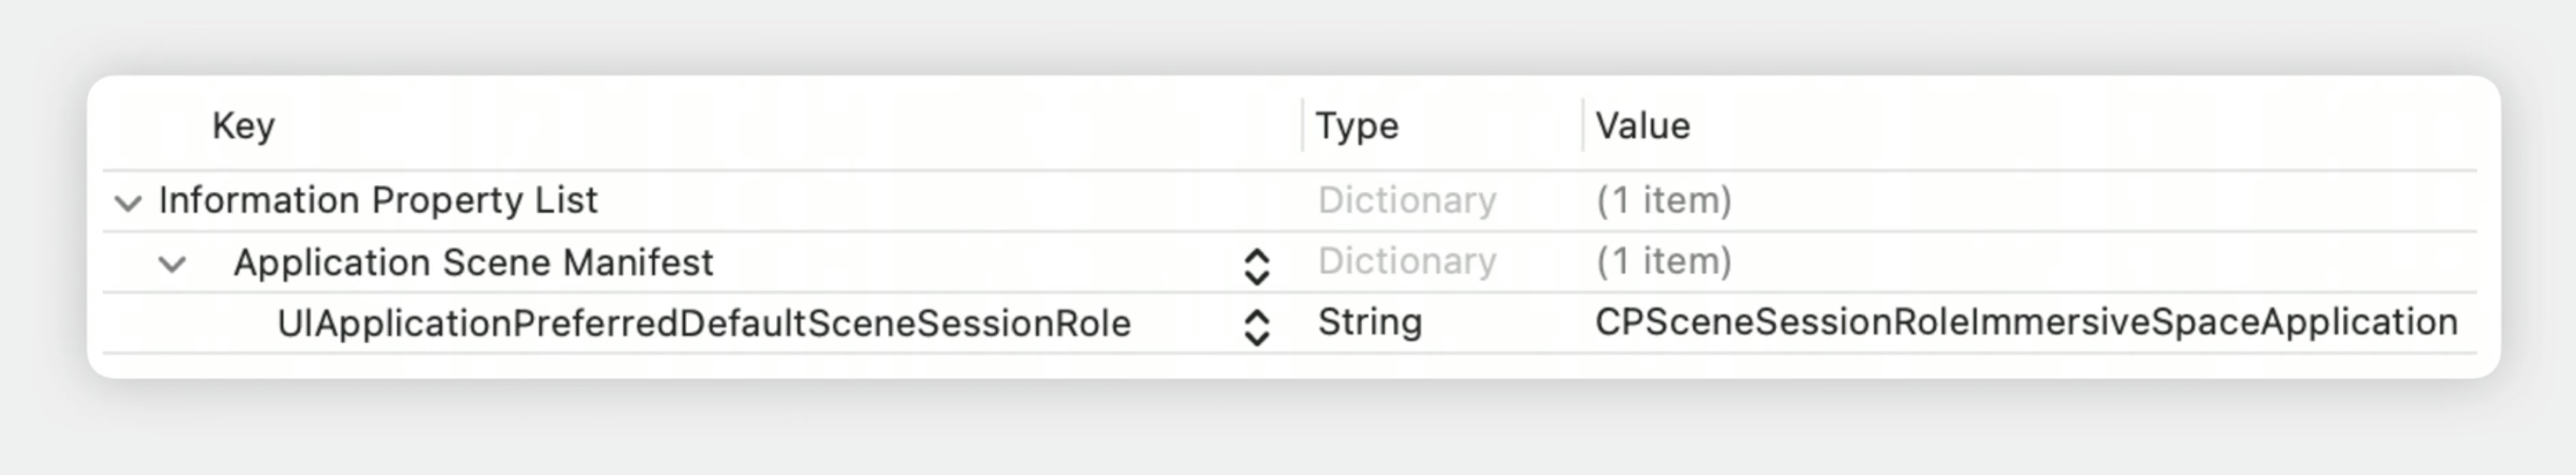 Key Type Value
Information Property List Dictionary (1 item)
Application Scene Manifest Dictionary (1 item)
UIApplicationPreferredDefaultSceneSessionRole String CPSceneSessionRoleImmersiveSpaceApplication